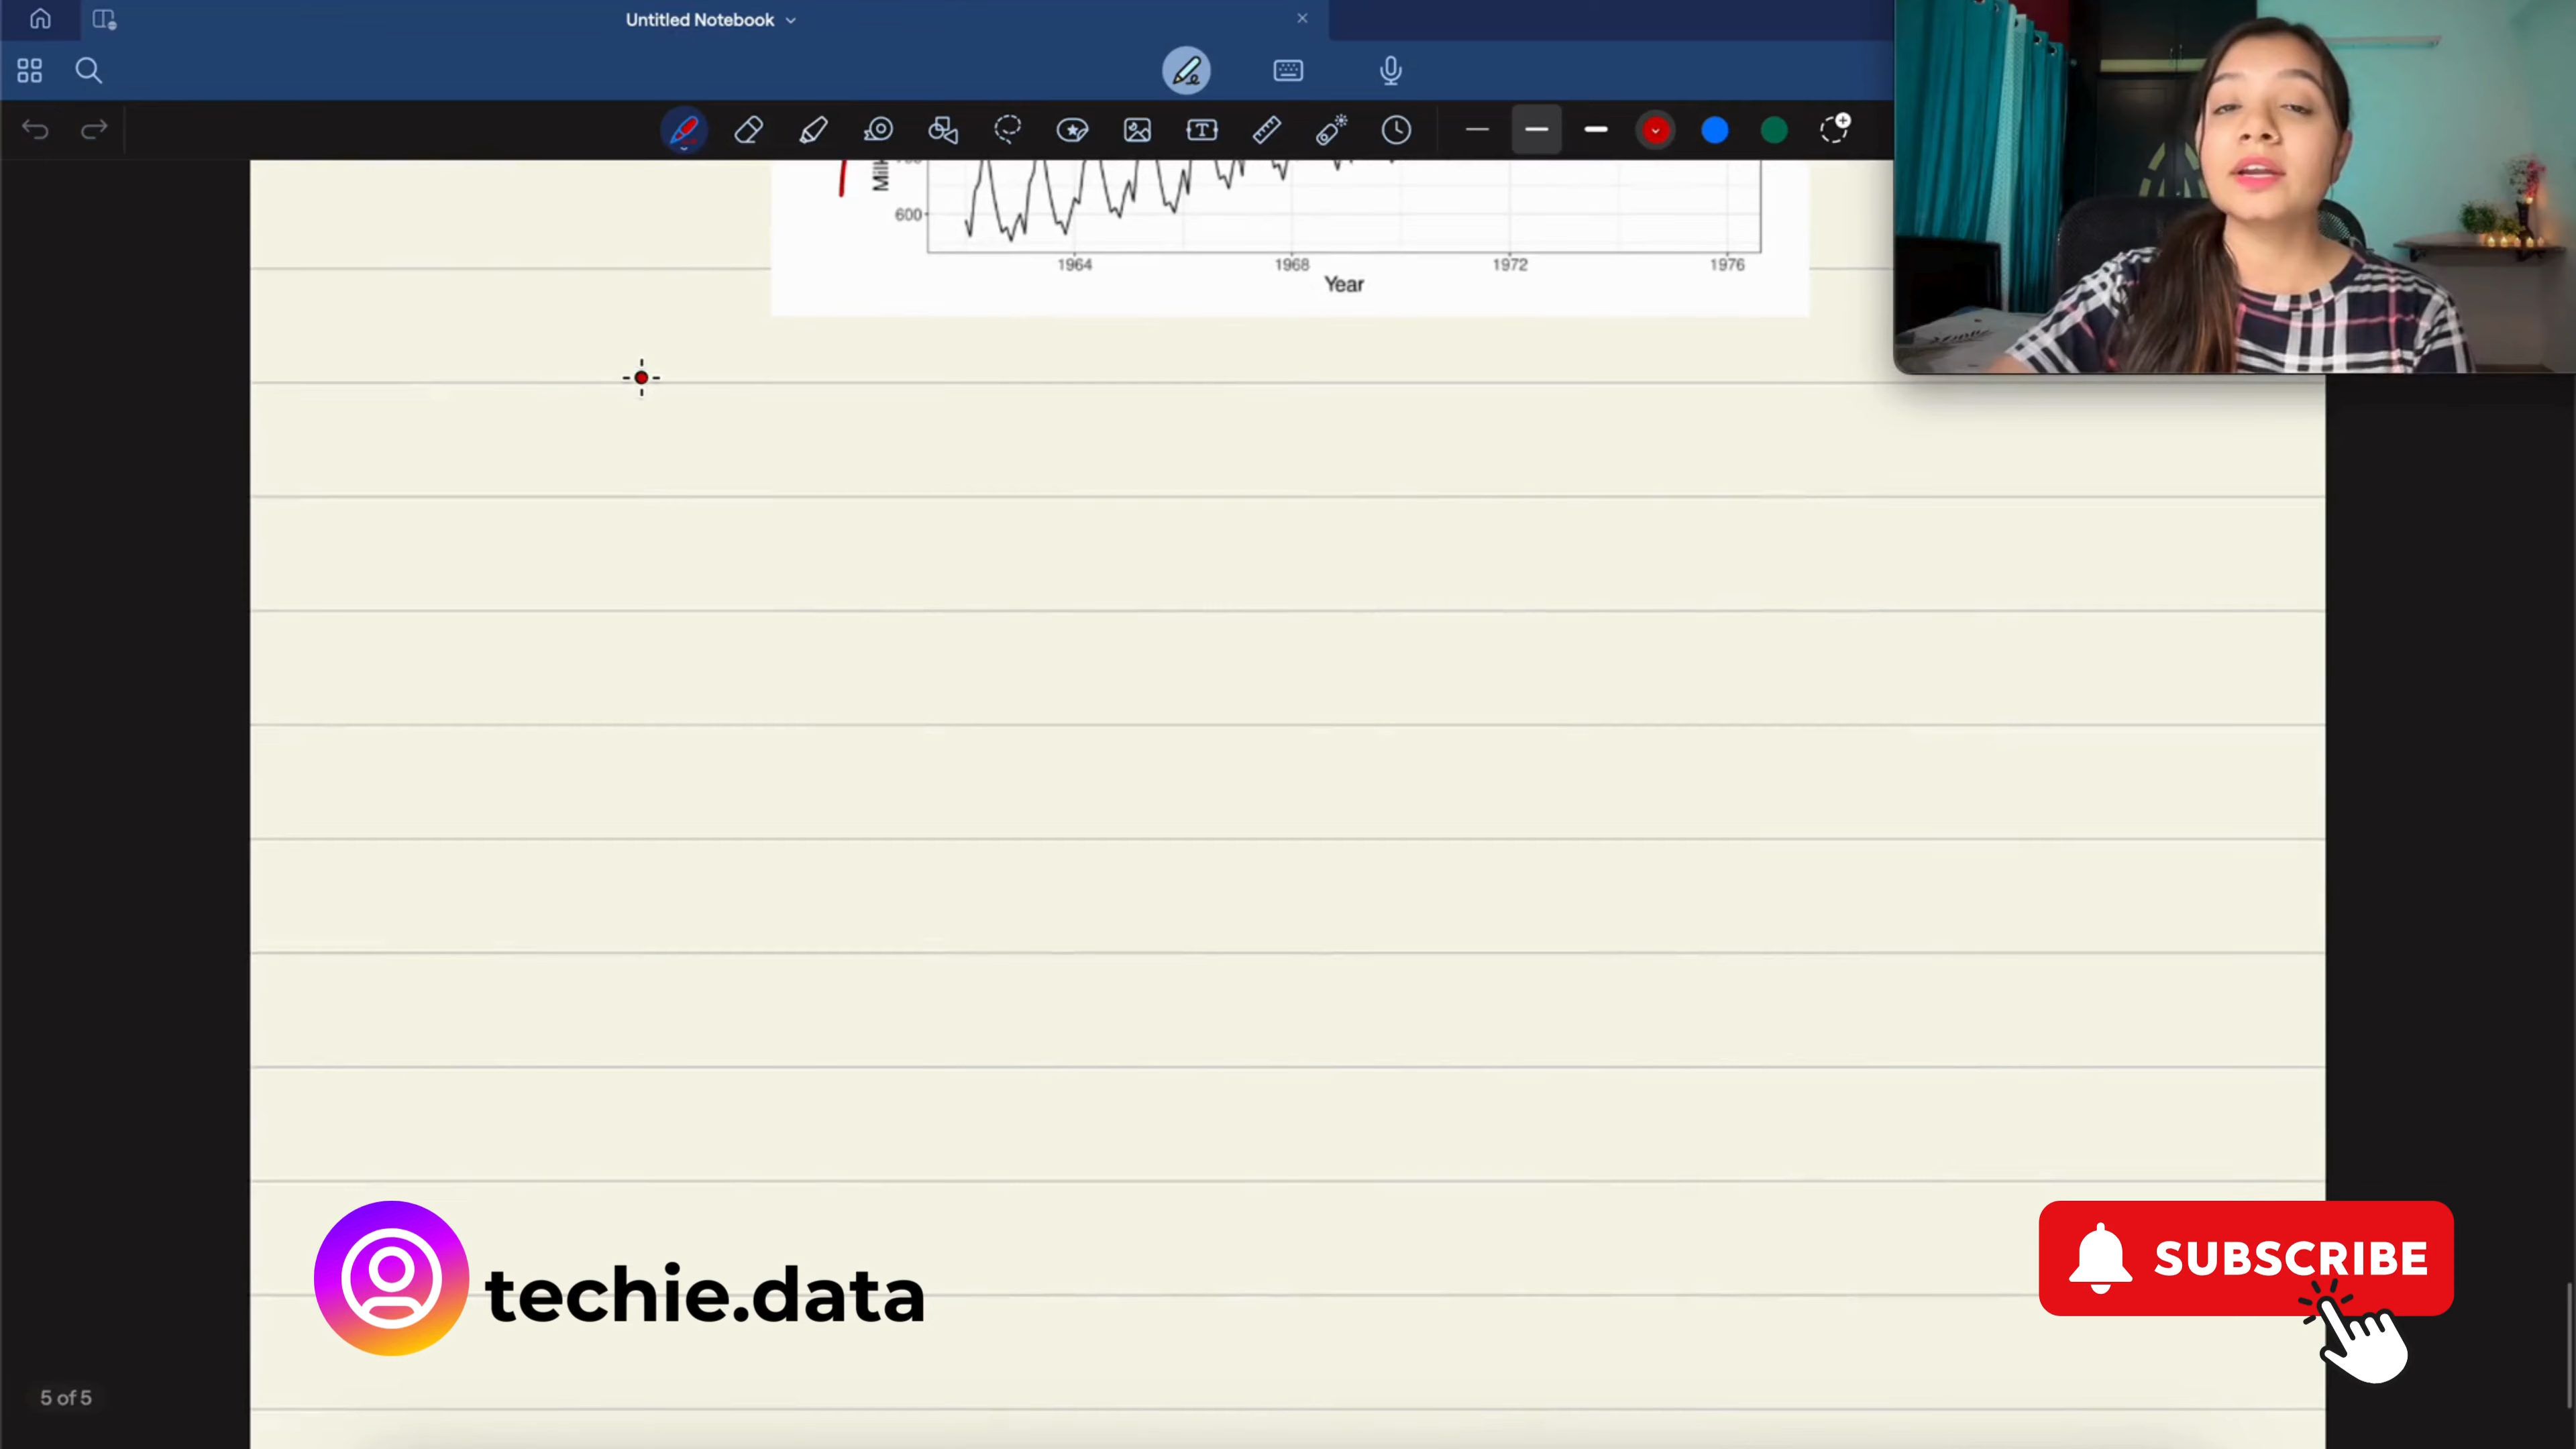 Untitled Notebook
600
1964 1968 1972 1976
Year
techie.data
SUBSCRIBE
5 of 5